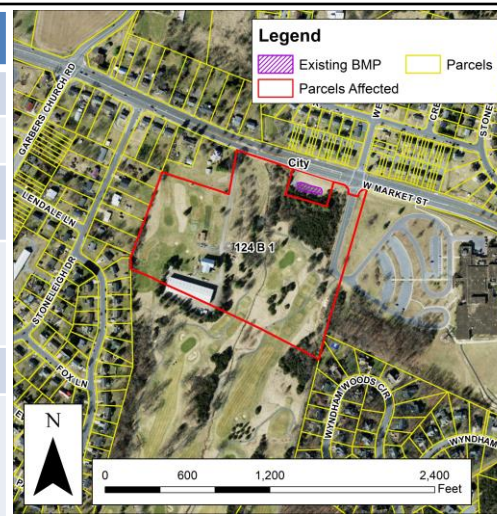 Legend
Existing BMP
Parcels
Parcels Affected
GARBERS CHURCH RD
City
W MARKET ST
LENDALE LN
124 B 1
STONELEIGH DR
FOX LN
WYNDHAM WOODS CIR
WYNDHAM
N
0 600 1,200 2,400
Feet